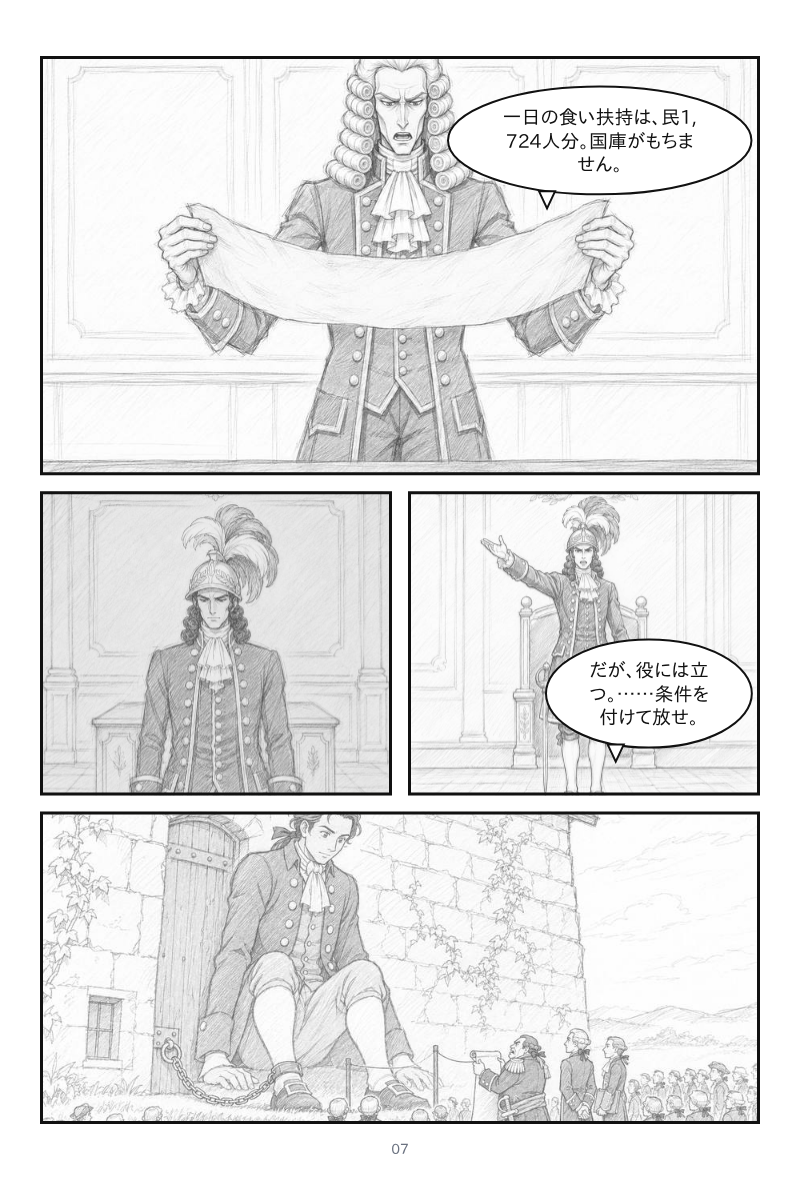 一日の食い扶持は、民1,
724人分。国庫がもちま
せん。
だが、役には立
つ。……条件を
付けて放せ。
07